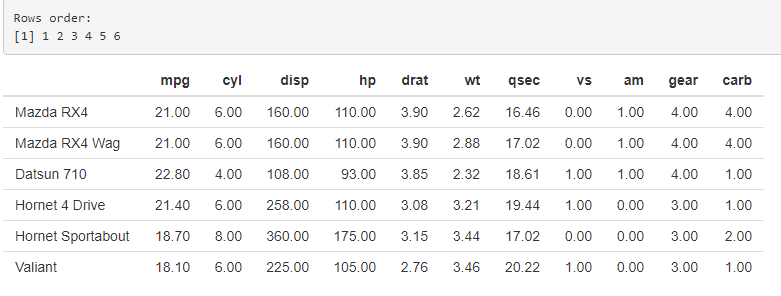 Rows order:
[1] 1 2 3 4 5 6
mpg cyl disp hp drat wt qsec vs am gear carb
Mazda RX4 21.00 6.00 160.00 110.00 3.90 2.62 16.46 0.00 1.00 4.00 4.00
Mazda RX4 Wag 21.00 6.00 160.00 110.00 3.90 2.88 17.02 0.00 1.00 4.00 4.00
Datsun 710 22.80 4.00 108.00 93.00 3.85 2.32 18.61 1.00 1.00 4.00 1.00
Hornet 4 Drive 21.40 6.00 258.00 110.00 3.08 3.21 19.44 1.00 0.00 3.00 1.00
Hornet Sportabout 18.70 8.00 360.00 175.00 3.15 3.44 17.02 0.00 0.00 3.00 2.00
Valiant 18.10 6.00 225.00 105.00 2.76 3.46 20.22 1.00 0.00 3.00 1.00